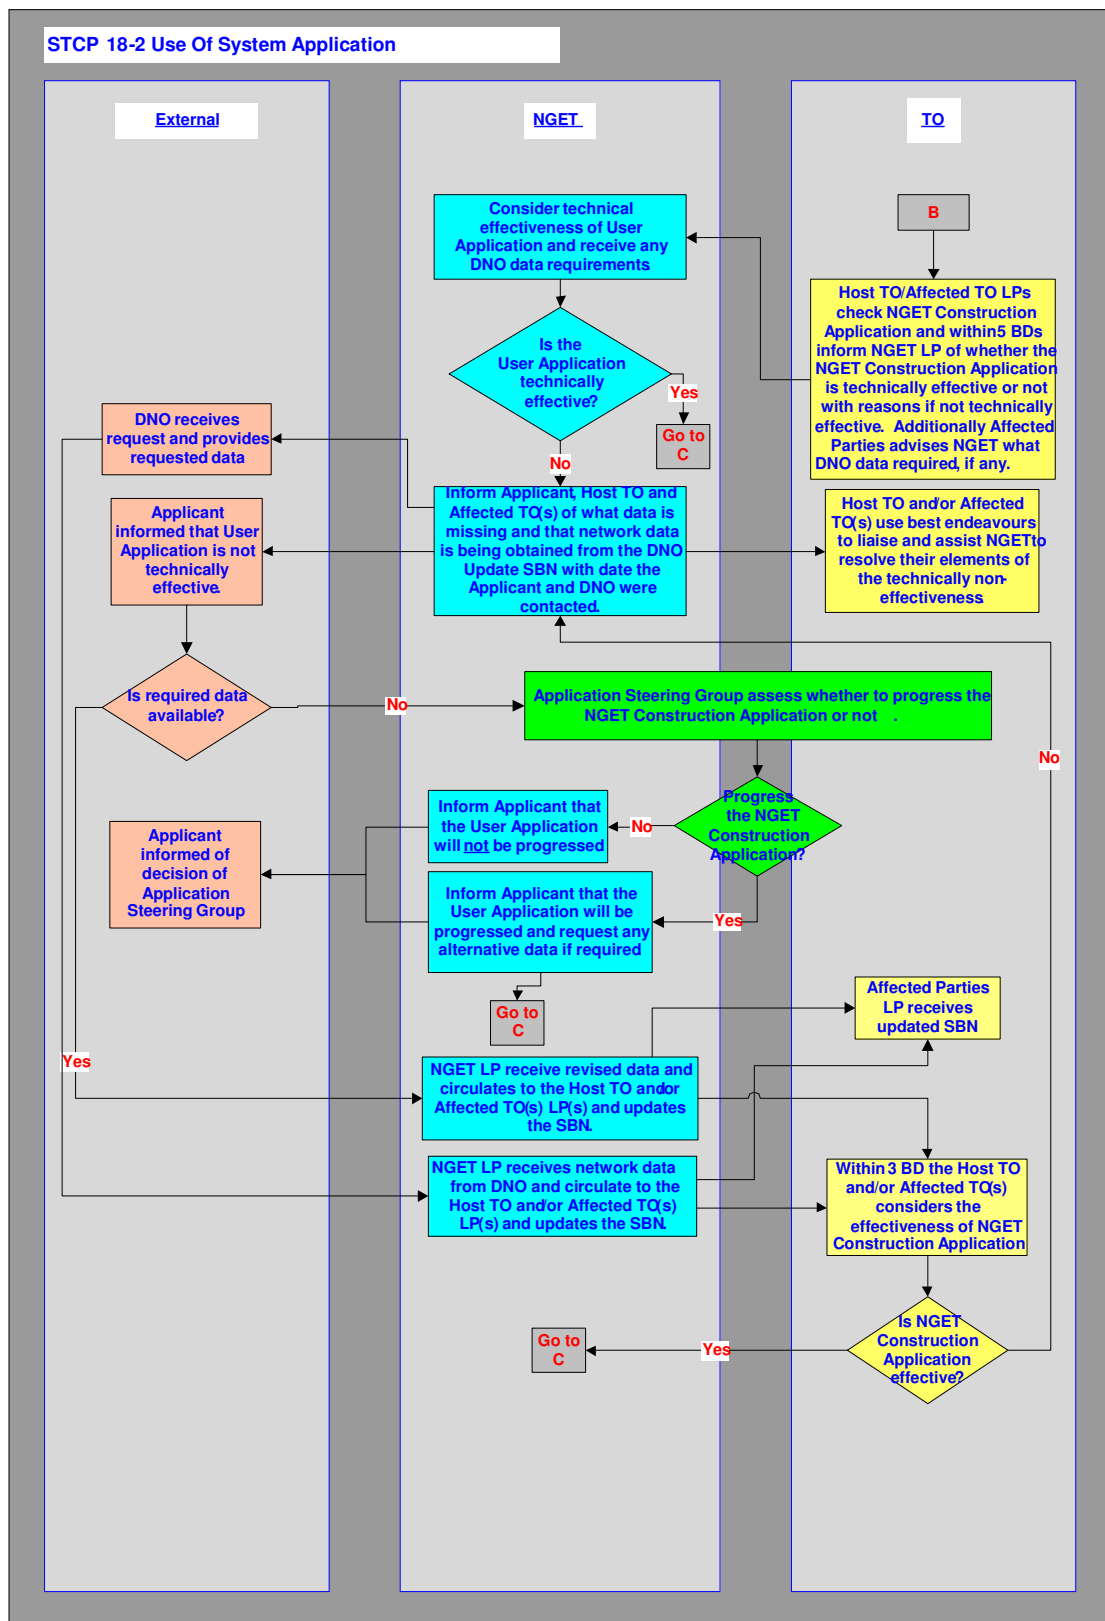 STCP 18-2 Use Of System Application
External
NGET
TO
B
Consider technical
effectiveness of User
Application and receive any
DNO data requirements
Host TO/Affected TO LPs
check NGET Construction
Application and within 5 BDs
inform NGET LP of whether the
NGET Construction Application
is technically effective or not
with reasons if not technically
effective. Additionally Affected
Parties advises NGET what
DNO data required, if any.
Is the
User Application
technically
effective?
Yes
Go to
C
No
DNO receives
request and provides
requested data
Inform Applicant, Host TO and
Affected TO(s) of what data is
missing and that network data
is being obtained from the DNO
Update SBN with date the
Applicant and DNO were
contacted.
Applicant
informed that User
Application is not
technically
effective.
Host TO and/or Affected
TO(s) use best endeavours
to liaise and assist NGET to
resolve their elements of
the technically non-
effectiveness
Is required data
available?
No
Application Steering Group assess whether to progress the
NGET Construction Application or not .
No
Progress
the NGET
Construction
Application?
No
Inform Applicant that
the User Application
will not be progressed
Applicant
informed of
decision of
Application
Steering Group
Inform Applicant that the
User Application will be
progressed and request any
alternative data if required
Yes
Go to
C
Affected Parties
LP receives
updated SBN
Yes
NGET LP receive revised data and
circulates to the Host TO and/or
Affected TO(s) LP(s) and updates
the SBN.
NGET LP receives network data
from DNO and circulate to the
Host TO and/or Affected TO(s)
LP(s) and updates the SBN.
Within 3 BD the Host TO
and/or Affected TO(s)
considers the
effectiveness of NGET
Construction Application
Is NGET
Construction
Application
effective?
Yes
Go to
C